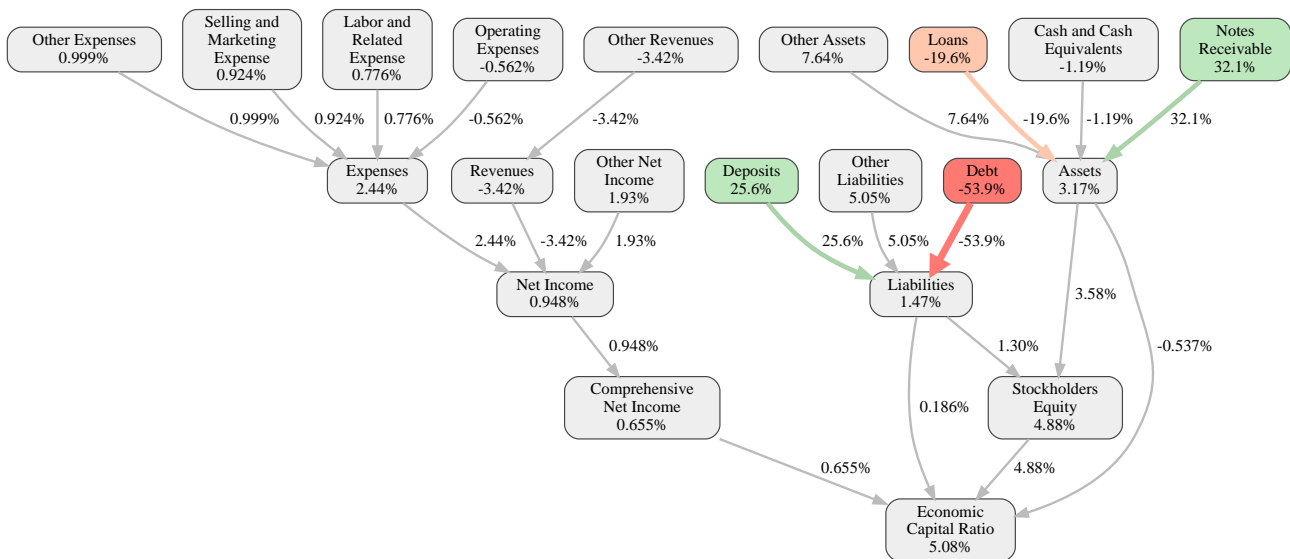 Other Expenses
0.999%
Selling and
Marketing
Expense
0.924%
Labor and
Related
Expense
0.776%
Operating
Expenses
-0.562%
Other Revenues
-3.42%
Other Assets
7.64%
Loans
-19.6%
Cash and Cash
Equivalents
-1.19%
Notes
Receivable
32.1%
0.999%
0.924%
0.776%
-0.562%
-3.42%
7.64%
-19.6%
-1.19%
32.1%
Expenses
2.44%
Revenues
-3.42%
Other Net
Income
1.93%
Deposits
25.6%
Other
Liabilities
5.05%
Debt
-53.9%
Assets
3.17%
2.44%
-3.42%
1.93%
25.6%
5.05%
-53.9%
Net Income
0.948%
Liabilities
1.47%
3.58%
0.948%
1.30%
-0.537%
Comprehensive
Net Income
0.655%
0.186%
Stockholders
Equity
4.88%
0.655%
4.88%
Economic
Capital Ratio
5.08%